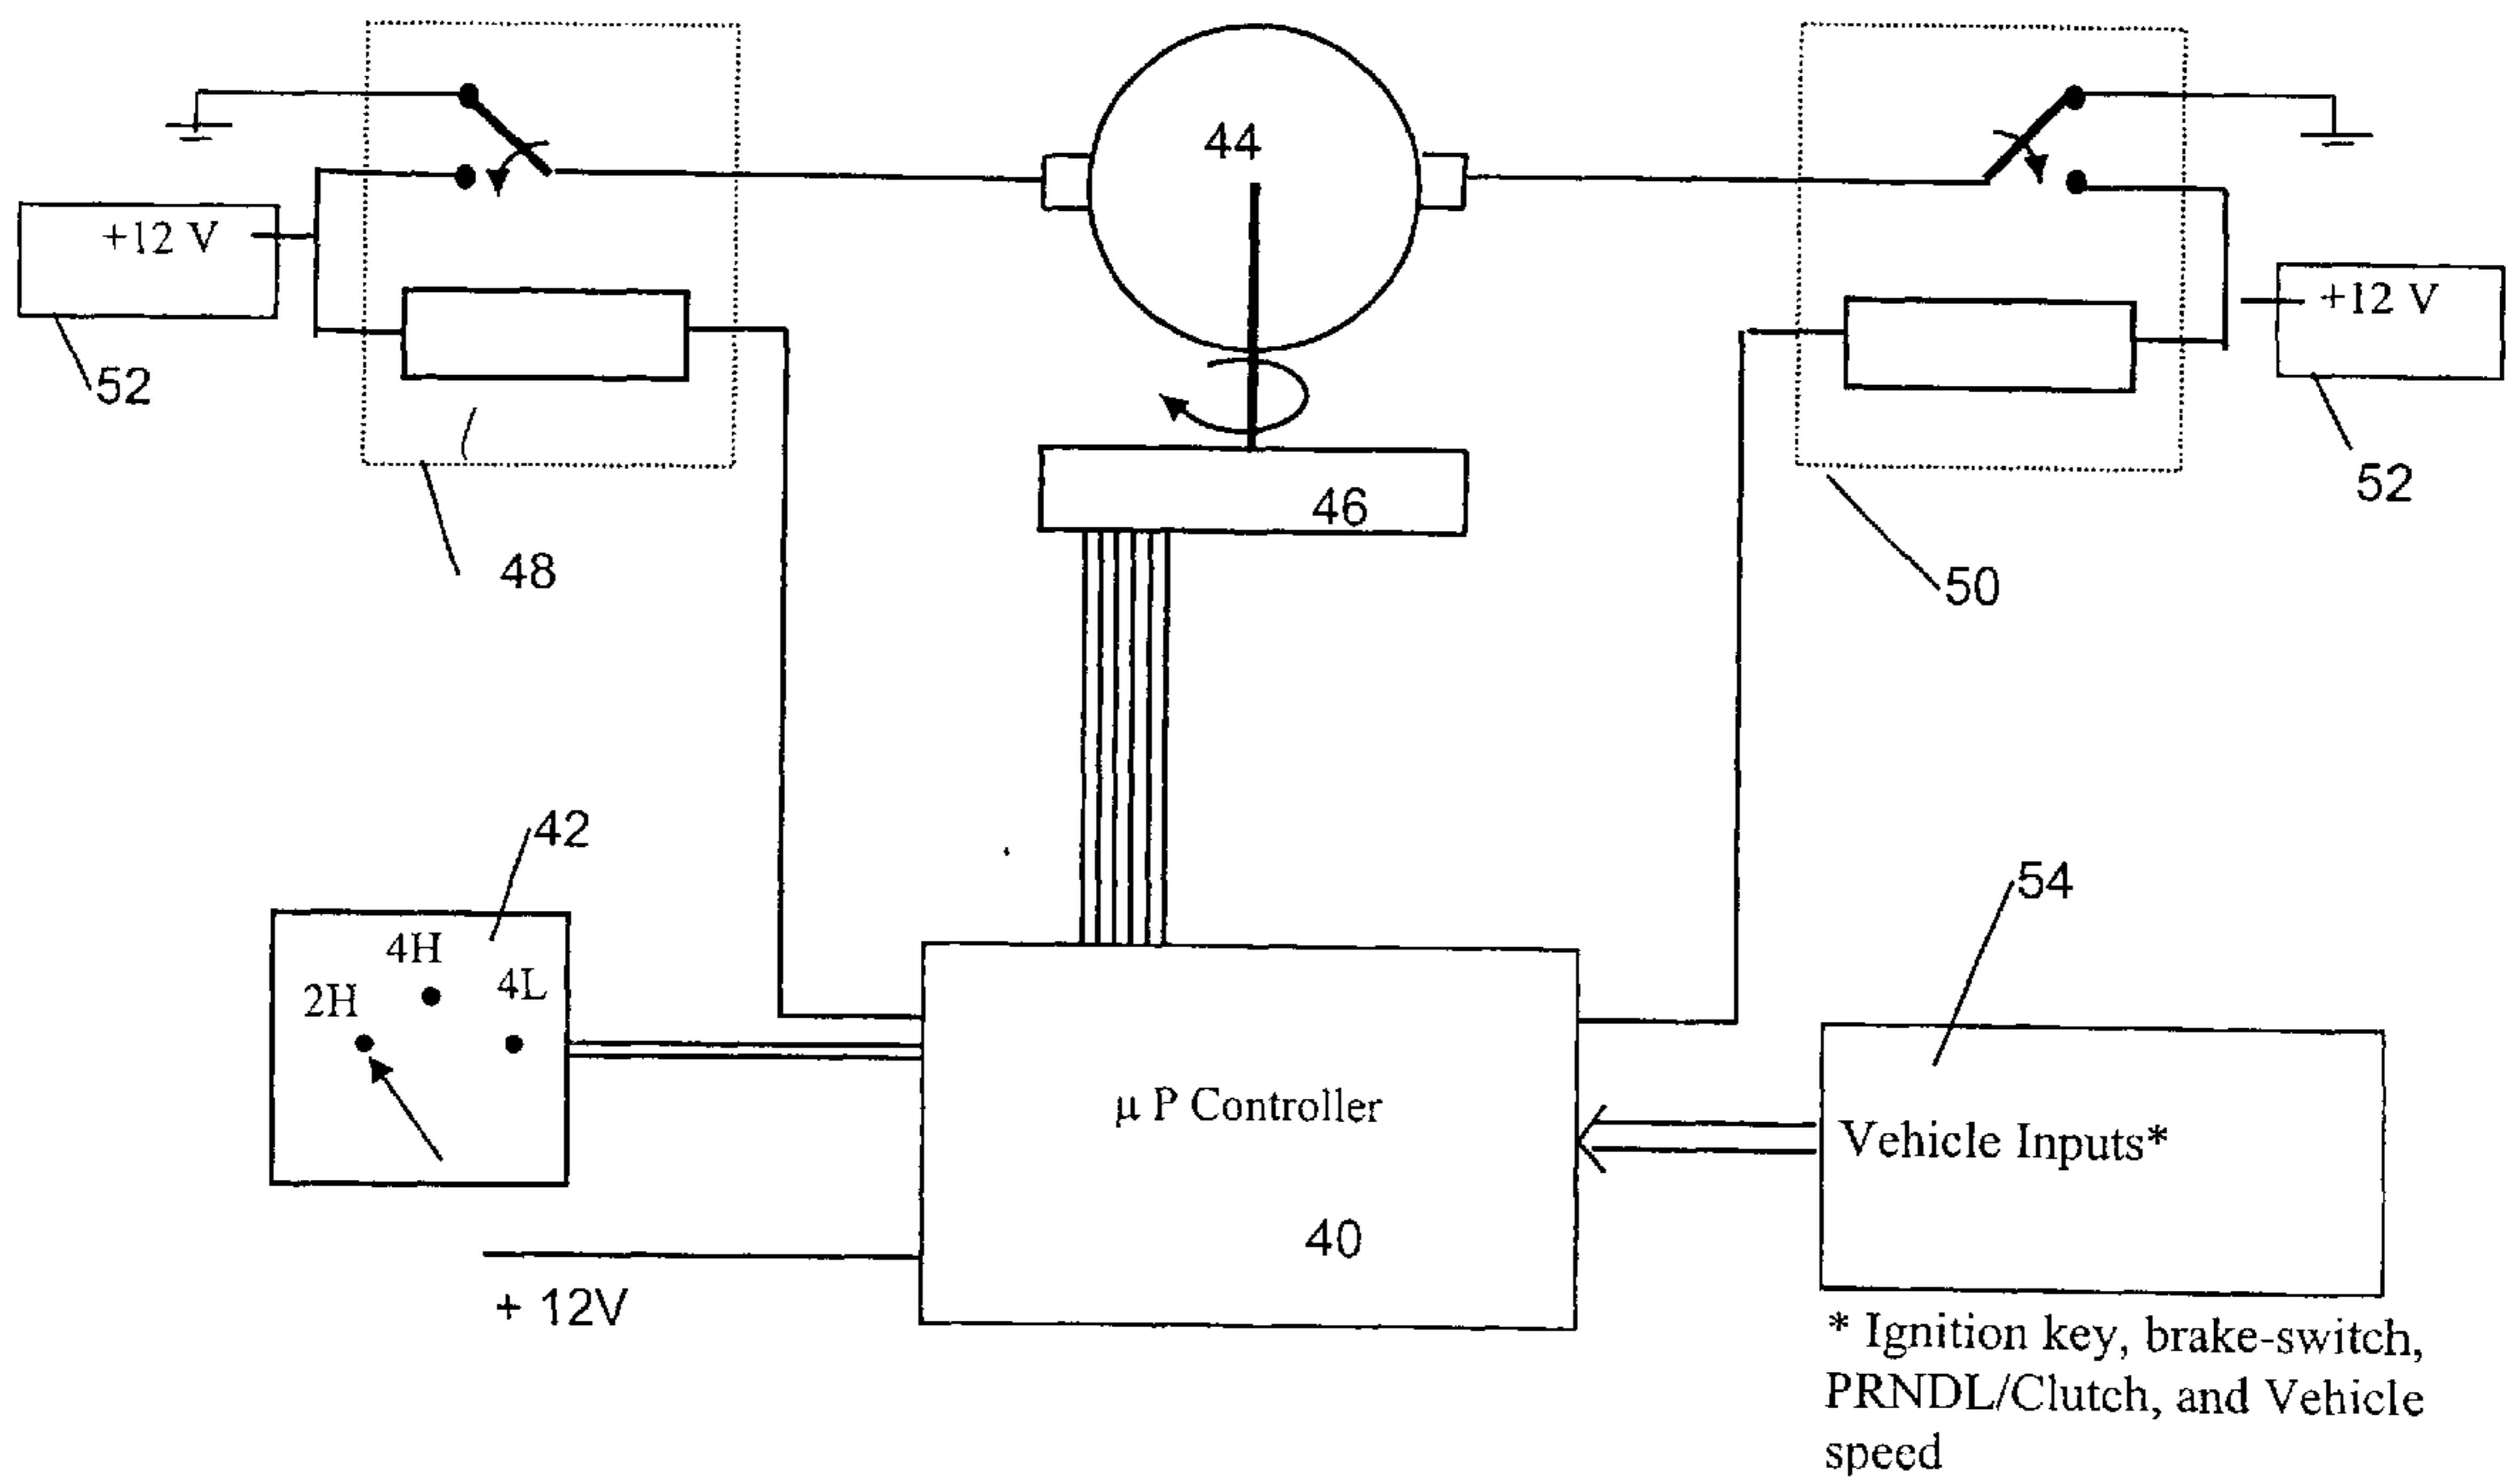 44
+12 V
+12 V
52
52
46
48
50
42
54
4H
4L
2H
µ P Controller
Vehicle Inputs*
40
+ 12V
* Ignition key, brake-switch,
PRNDL/Clutch, and Vehicle
speed